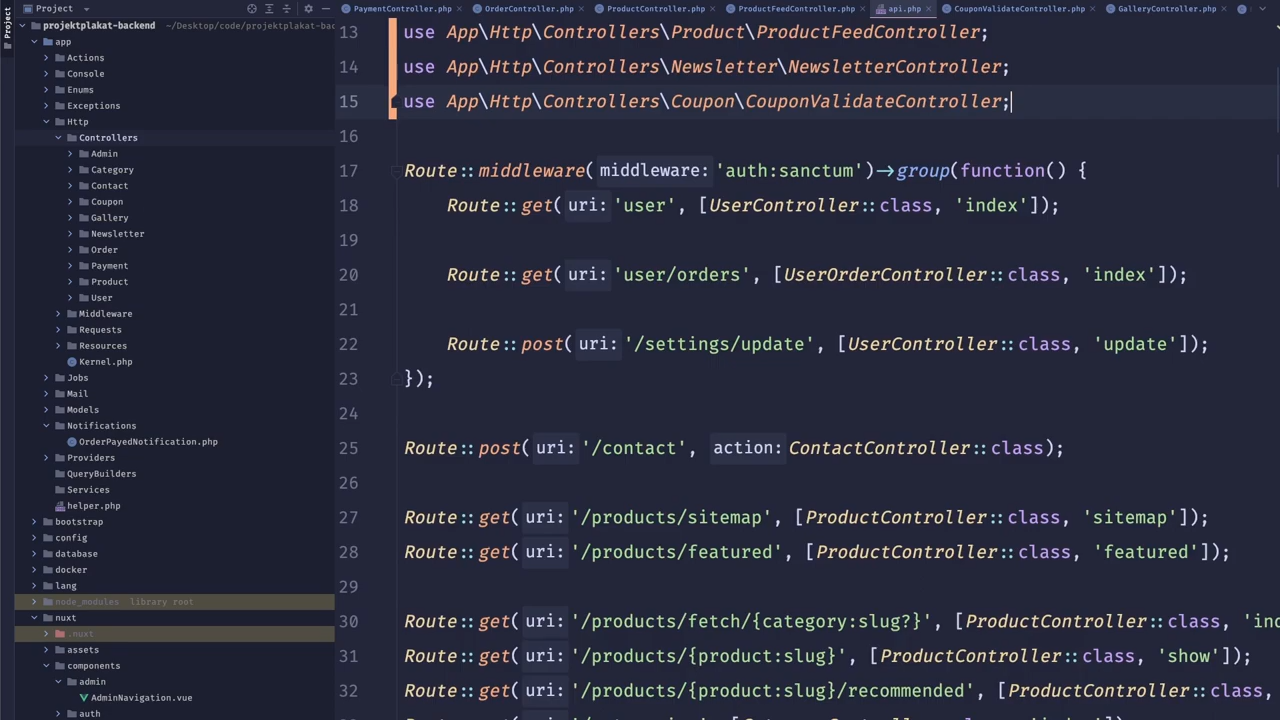 Project
PaymentController.php
OrderController.php
ProductController.php
ProductFeedController.php
api.php
CouponValidateController.php
GalleryController.php
Project
projektplakat-backend ~/Desktop/code/projektplakat-backend
app
Actions
Console
Enums
Exceptions
Http
Controllers
Admin
Category
Contact
Coupon
Gallery
Newsletter
Order
Payment
Product
User
Middleware
Requests
Resources
Kernel.php
Jobs
Mail
Models
Notifications
OrderPayedNotification.php
Providers
QueryBuilders
Services
helper.php
bootstrap
config
database
docker
lang
node_modules library root
nuxt
.nuxt
assets
components
admin
AdminNavigation.vue
auth
13 use App\Http\Controllers\Product\ProductFeedController;
14 use App\Http\Controllers\Newsletter\NewsletterController;
15 use App\Http\Controllers\Coupon\CouponValidateController;
16
17 Route::middleware( middleware: 'auth:sanctum')->group(function() {
18 Route::get( uri: 'user', [UserController::class, 'index']);
19
20 Route::get( uri: 'user/orders', [UserOrderController::class, 'index']);
21
22 Route::post( uri: '/settings/update', [UserController::class, 'update']);
23 });
24
25 Route::post( uri: '/contact', action: ContactController::class);
26
27 Route::get( uri: '/products/sitemap', [ProductController::class, 'sitemap']);
28 Route::get( uri: '/products/featured', [ProductController::class, 'featured']);
29
30 Route::get( uri: '/products/fetch/{category:slug?}', [ProductController::class, 'ind
31 Route::get( uri: '/products/{product:slug}', [ProductController::class, 'show']);
32 Route::get( uri: '/products/{product:slug}/recommended', [ProductController::class,